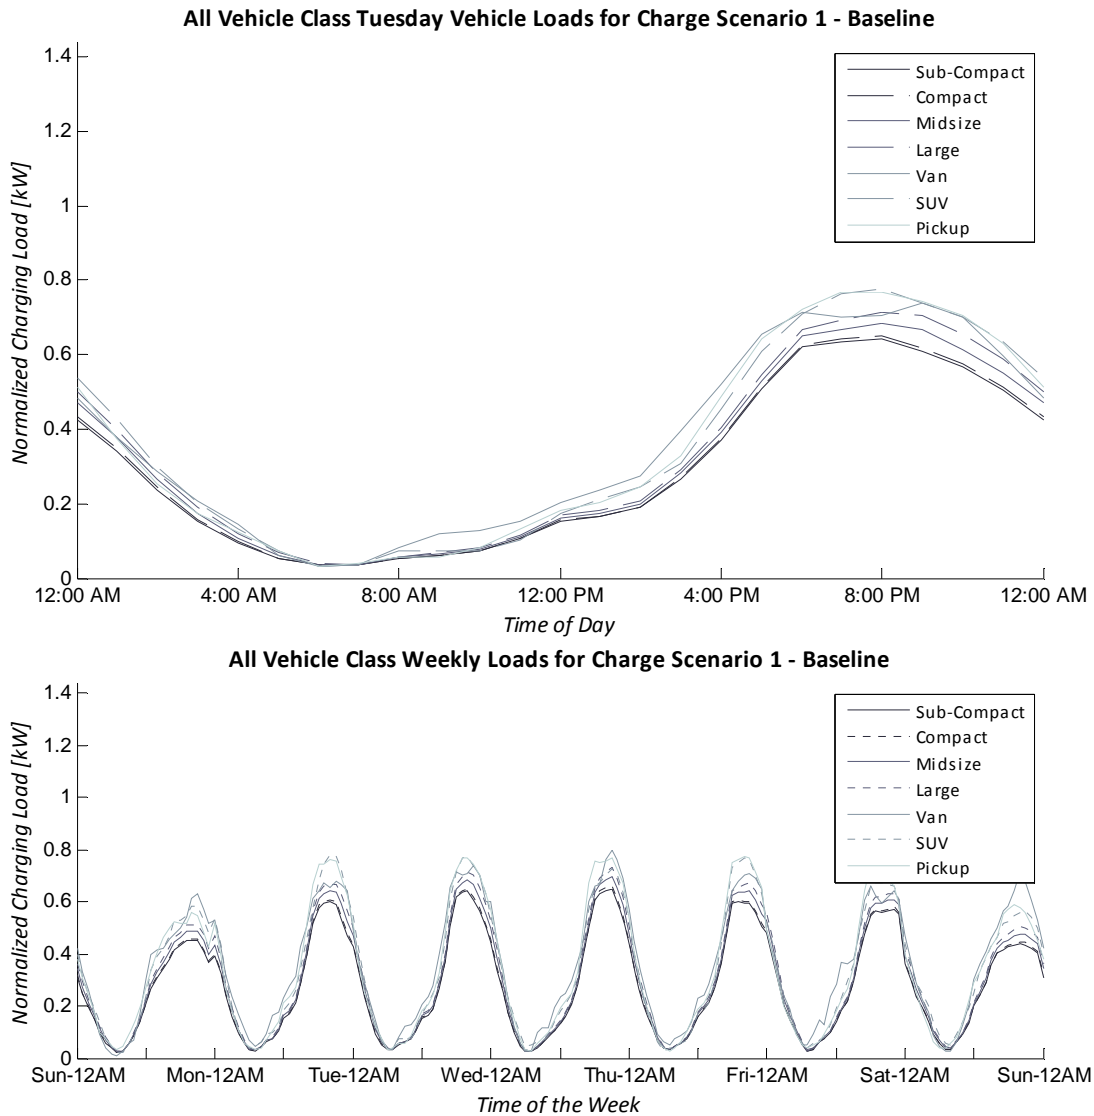 All Vehicle Class Tuesday Vehicle Loads for Charge Scenario 1 - Baseline
1.4
1.2
1
0.8
0.6
0.4
0.2
0
Normalized Charging Load [kW]
Sub-Compact
Compact
Midsize
Large
Van
SUV
Pickup
12:00 AM 4:00 AM 8:00 AM 12:00 PM 4:00 PM 8:00 PM 12:00 AM
Time of Day
All Vehicle Class Weekly Loads for Charge Scenario 1 - Baseline
1.4
1.2
1
0.8
0.6
0.4
0.2
0
Normalized Charging Load [kW]
Sub-Compact
Compact
Midsize
Large
Van
SUV
Pickup
Sun-12AM Mon-12AM Tue-12AM Wed-12AM Thu-12AM Fri-12AM Sat-12AM Sun-12AM
Time of the Week